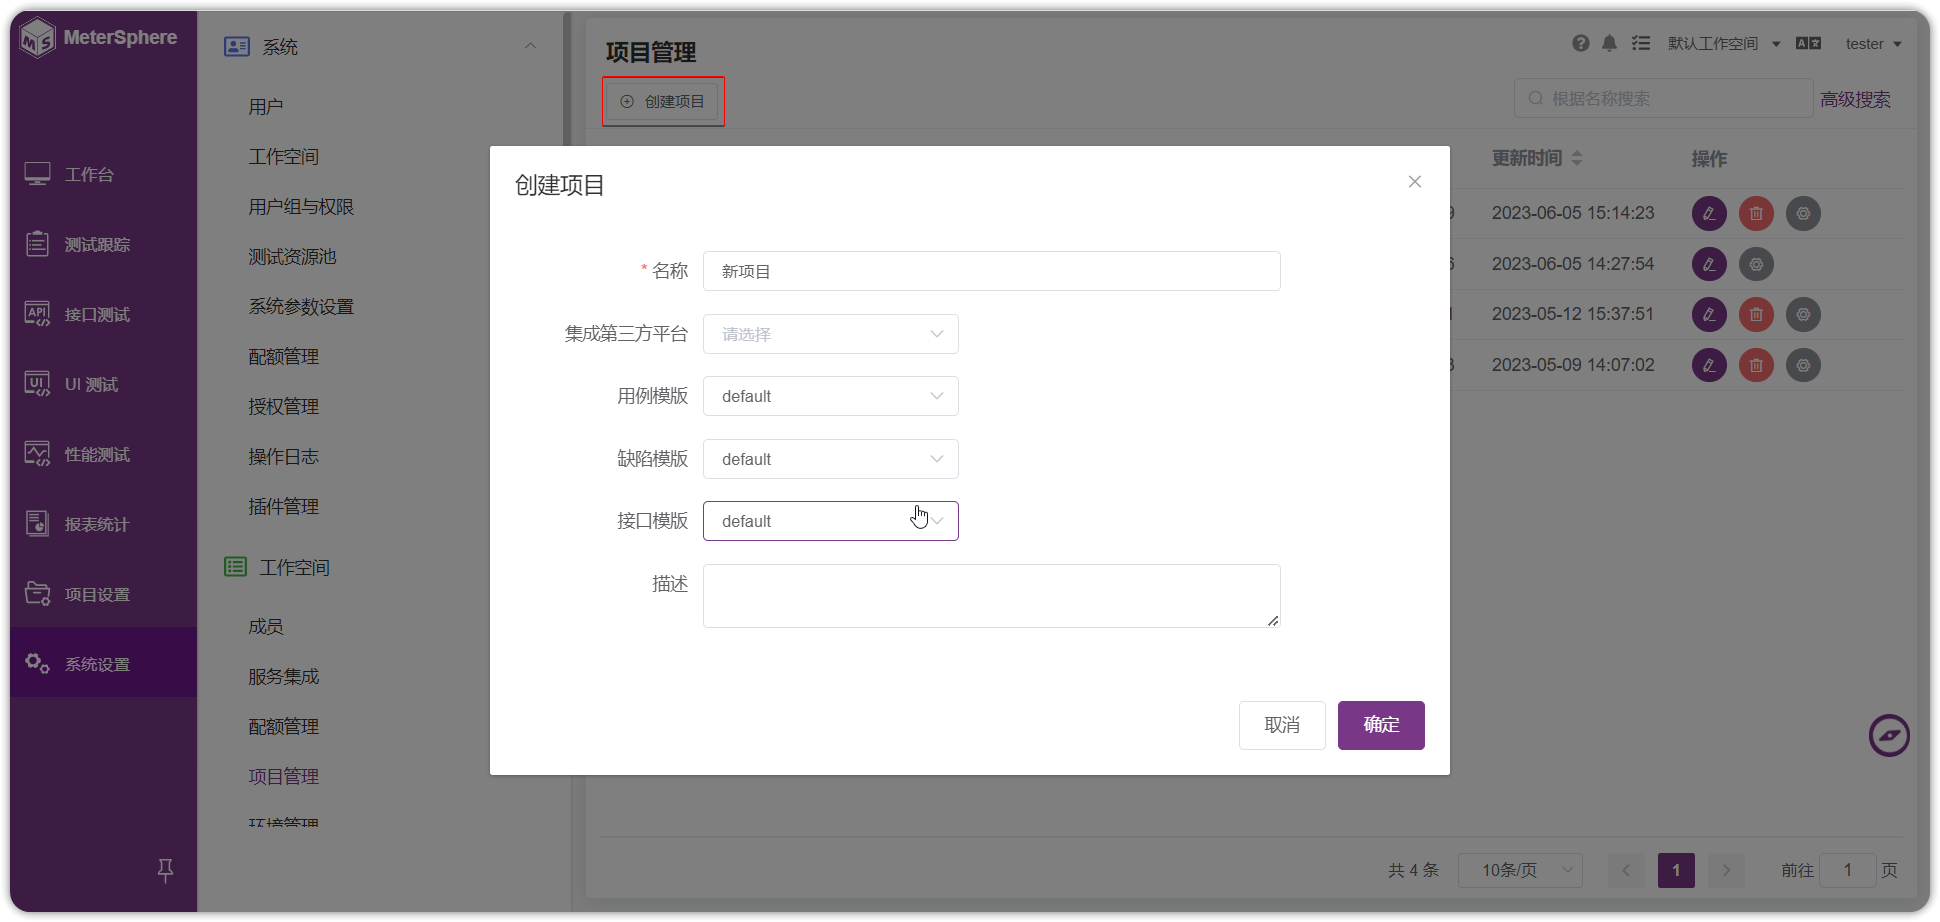 MeterSphere
工作台
测试跟踪
接口测试
UI 测试
性能测试
报表统计
项目设置
系统设置
系统
用户
工作空间
用户组与权限
测试资源池
系统参数设置
配额管理
授权管理
操作日志
插件管理
工作空间
成员
服务集成
配额管理
项目管理
环境管理
项目管理
默认工作空间
tester
创建项目
根据名称搜索
高级搜索
更新时间 操作
2023-06-05 15:14:23
2023-06-05 14:27:54
2023-05-12 15:37:51
2023-05-09 14:07:02
创建项目
* 名称 新项目
集成第三方平台 请选择
用例模版 default
缺陷模版 default
接口模版 default
描述
取消 确定
共 4 条 10条/页 1 前往 1 页